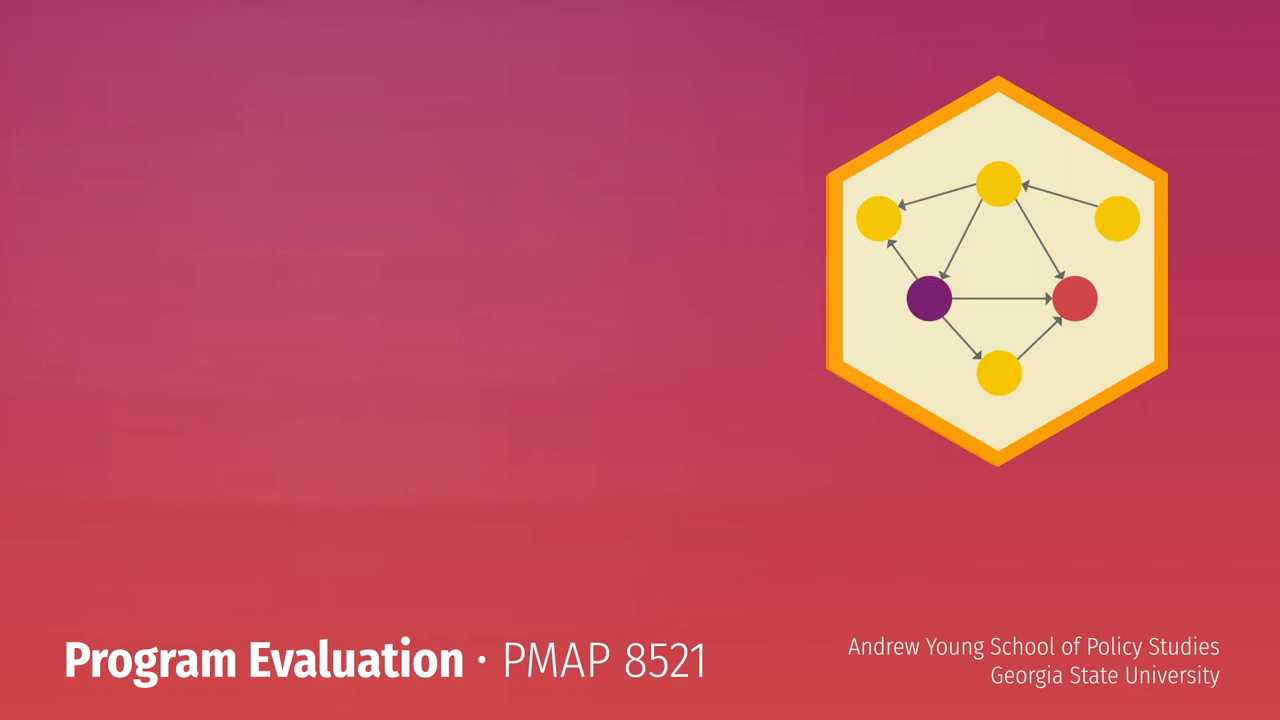 Program Evaluation · PMAP 8521
Andrew Young School of Policy Studies
Georgia State University